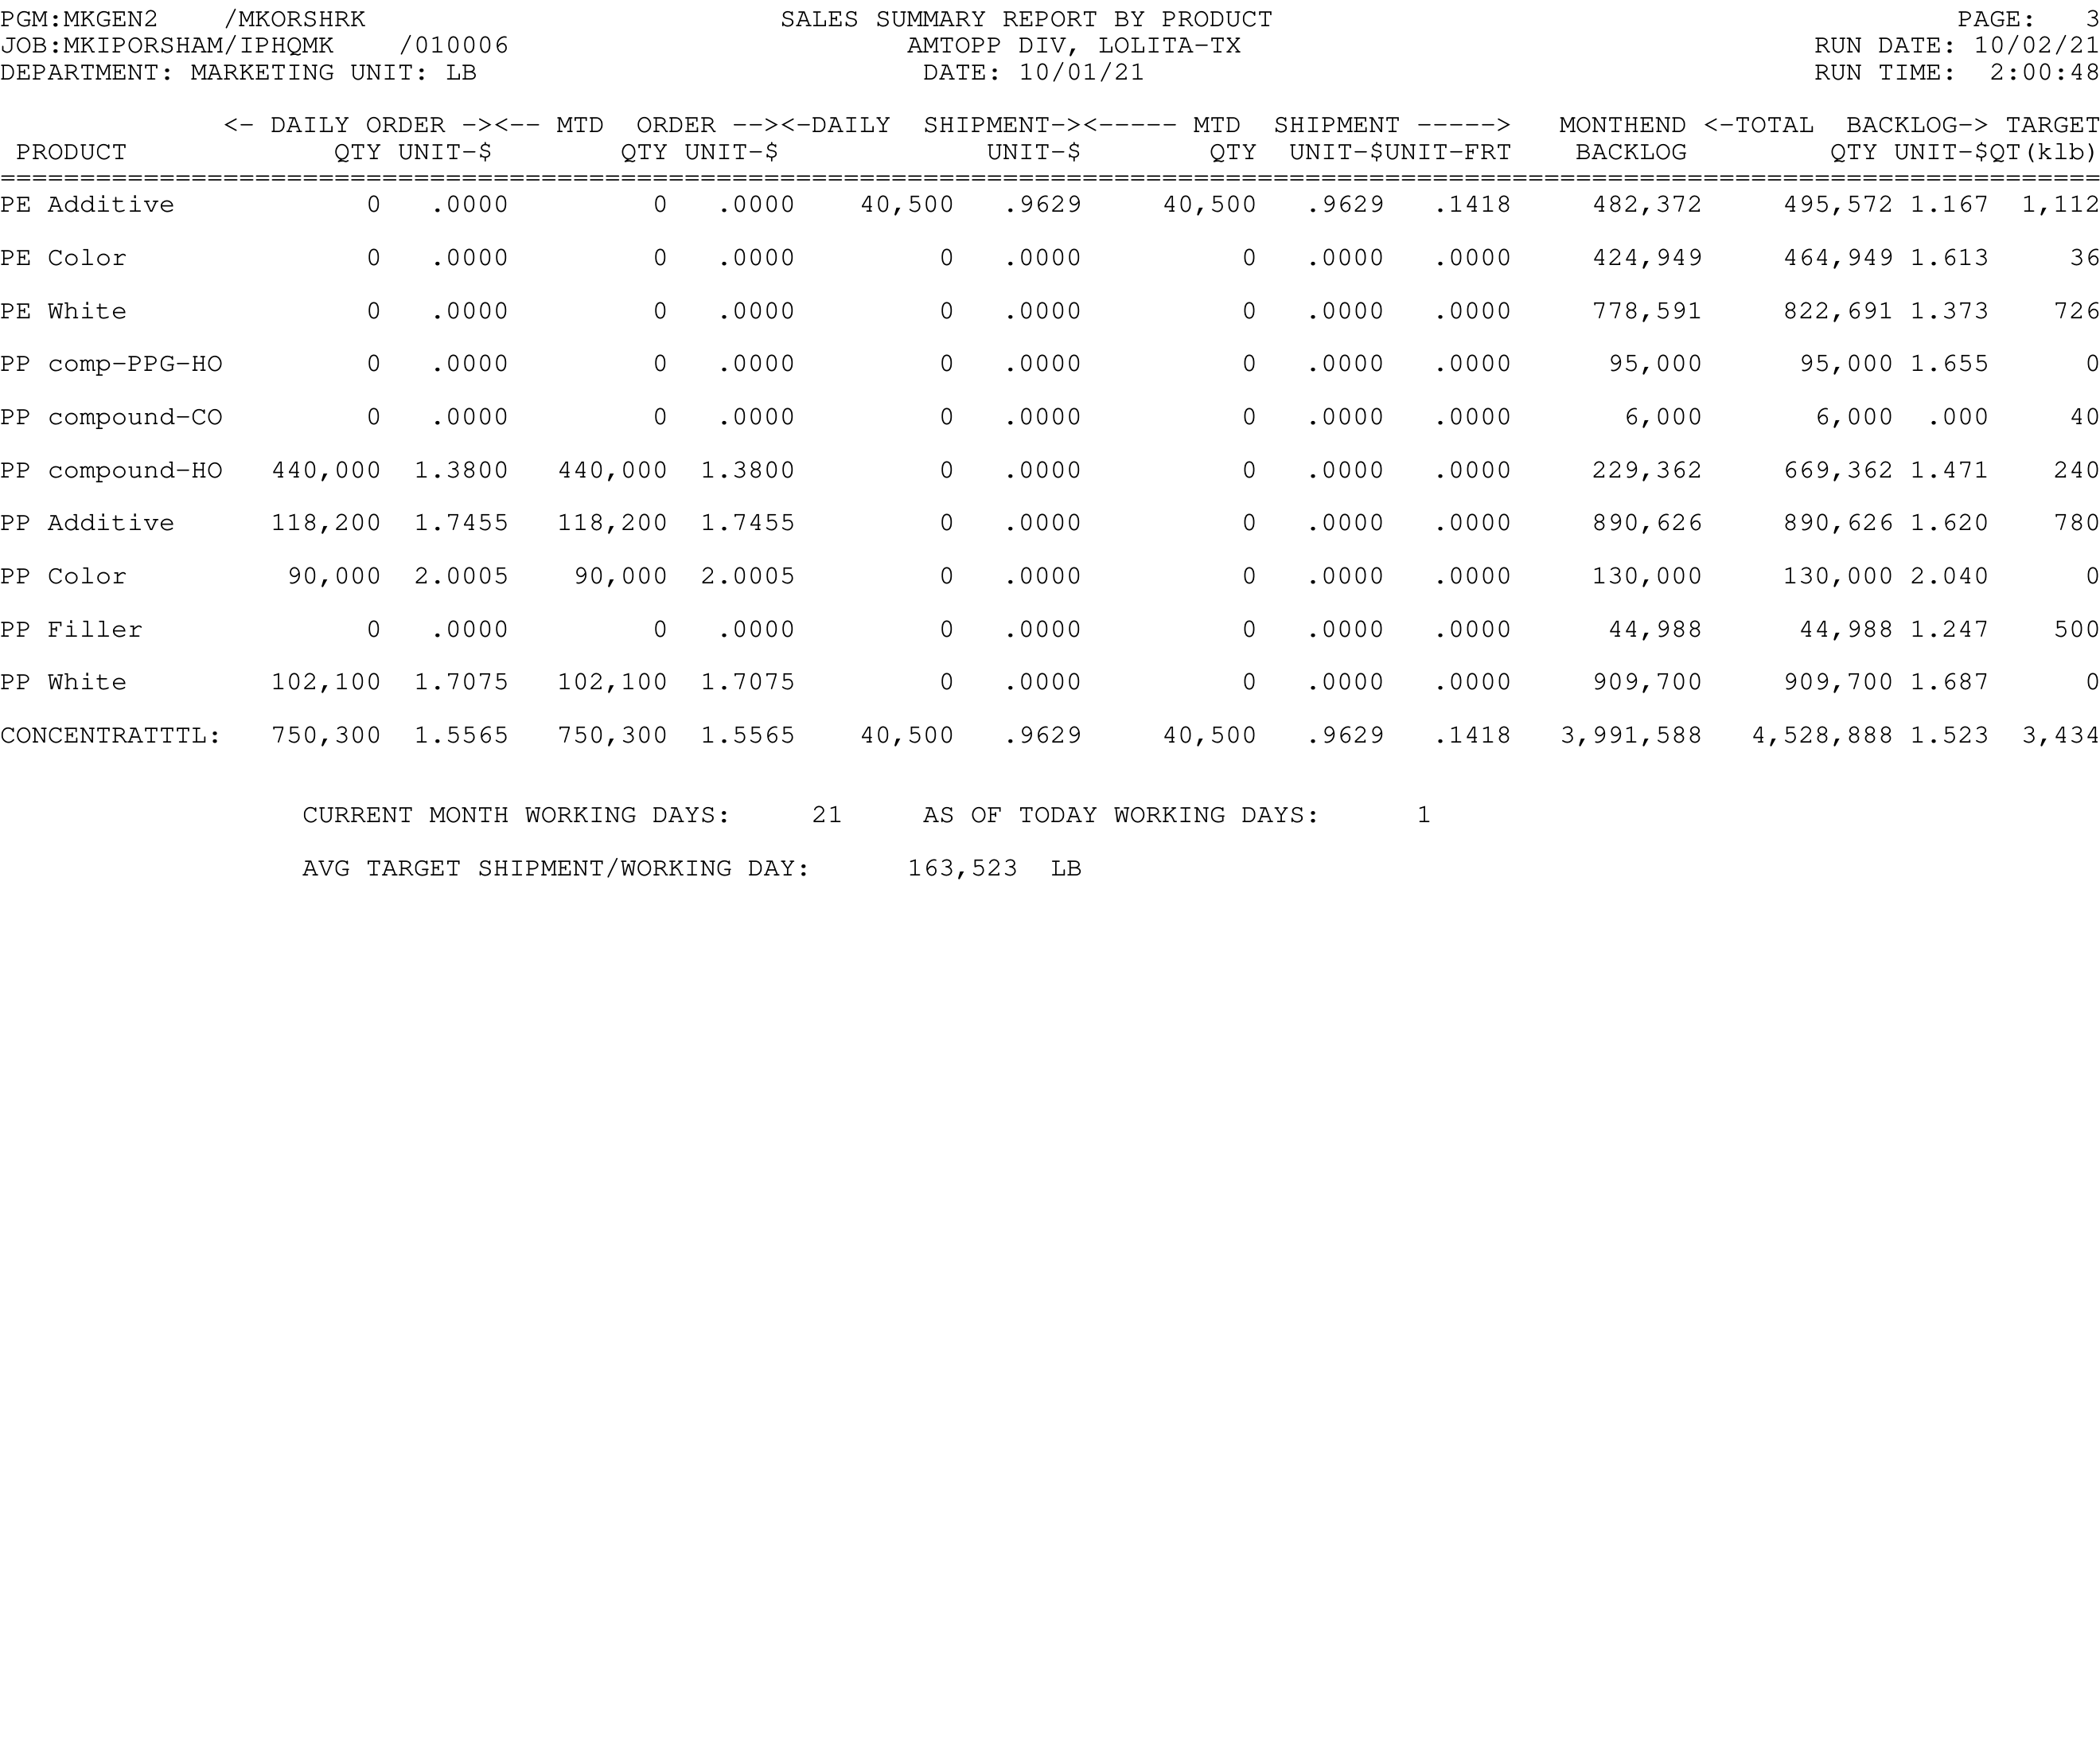 PGM:MKGEN2    /MKORSHRK                          SALES SUMMARY REPORT BY PRODUCT                                           PAGE:   3
JOB:MKIPORSHAM/IPHQMK    /010006                         AMTOPP DIV, LOLITA-TX                                    RUN DATE: 10/02/21
DEPARTMENT: MARKETING UNIT: LB                            DATE: 10/01/21                                          RUN TIME:  2:00:48
              <- DAILY ORDER -><-- MTD  ORDER --><-DAILY  SHIPMENT-><----- MTD  SHIPMENT ----->   MONTHEND <-TOTAL  BACKLOG-> TARGET
 PRODUCT             QTY UNIT-$        QTY UNIT-$             UNIT-$        QTY  UNIT-$UNIT-FRT    BACKLOG         QTY UNIT-$QT(klb)
====================================================================================================================================
PE Additive            0   .0000         0   .0000    40,500   .9629     40,500   .9629   .1418     482,372     495,572 1.167  1,112
PE Color               0   .0000         0   .0000         0   .0000          0   .0000   .0000     424,949     464,949 1.613     36
PE White               0   .0000         0   .0000         0   .0000          0   .0000   .0000     778,591     822,691 1.373    726
PP comp-PPG-HO         0   .0000         0   .0000         0   .0000          0   .0000   .0000      95,000      95,000 1.655      0
PP compound-CO         0   .0000         0   .0000         0   .0000          0   .0000   .0000       6,000       6,000  .000     40
PP compound-HO   440,000  1.3800   440,000  1.3800         0   .0000          0   .0000   .0000     229,362     669,362 1.471    240
PP Additive      118,200  1.7455   118,200  1.7455         0   .0000          0   .0000   .0000     890,626     890,626 1.620    780
PP Color          90,000  2.0005    90,000  2.0005         0   .0000          0   .0000   .0000     130,000     130,000 2.040      0
PP Filler              0   .0000         0   .0000         0   .0000          0   .0000   .0000      44,988      44,988 1.247    500
PP White         102,100  1.7075   102,100  1.7075         0   .0000          0   .0000   .0000     909,700     909,700 1.687      0
CONCENTRATTTL:   750,300  1.5565   750,300  1.5565    40,500   .9629     40,500   .9629   .1418   3,991,588   4,528,888 1.523  3,434
                   CURRENT MONTH WORKING DAYS:     21     AS OF TODAY WORKING DAYS:      1
                   AVG TARGET SHIPMENT/WORKING DAY:      163,523  LB